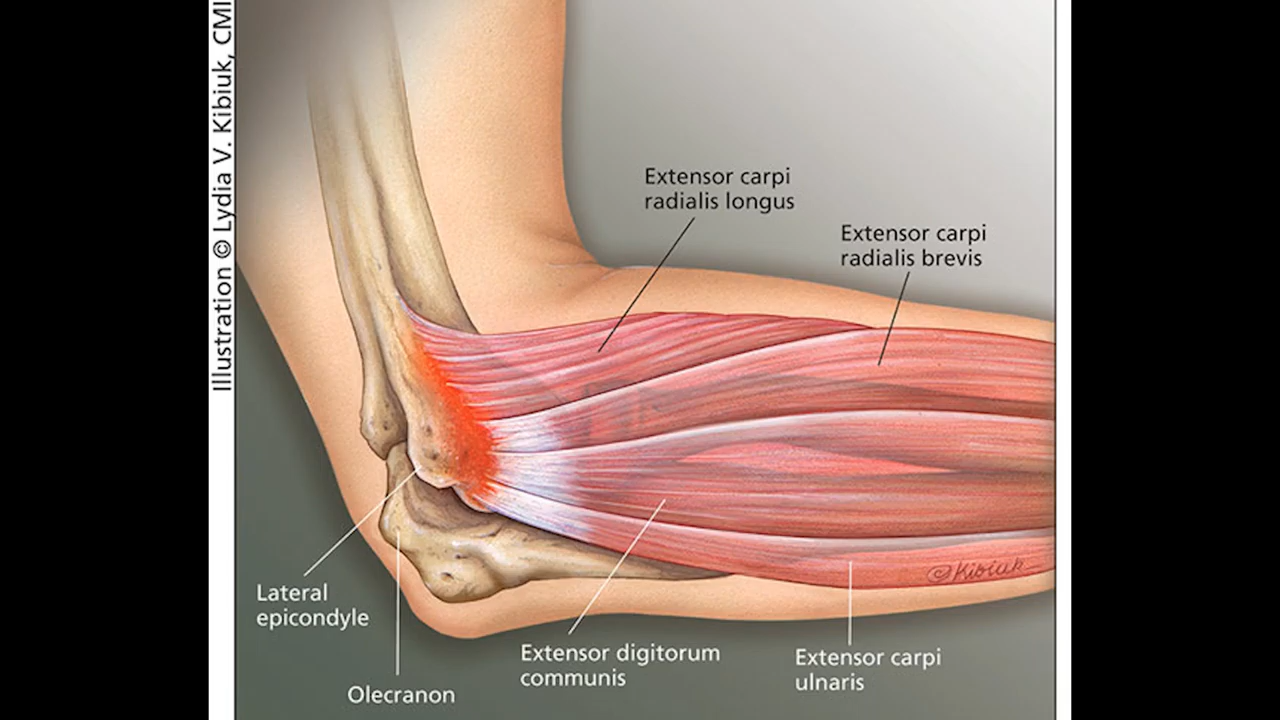 Illustration © Lydia V. Kibiuk, CMI
Extensor carpi
radialis longus
Extensor carpi
radialis brevis
Lateral
epicondyle
Olecranon
Extensor digitorum
communis
Extensor carpi
ulnaris
©Kibiuk